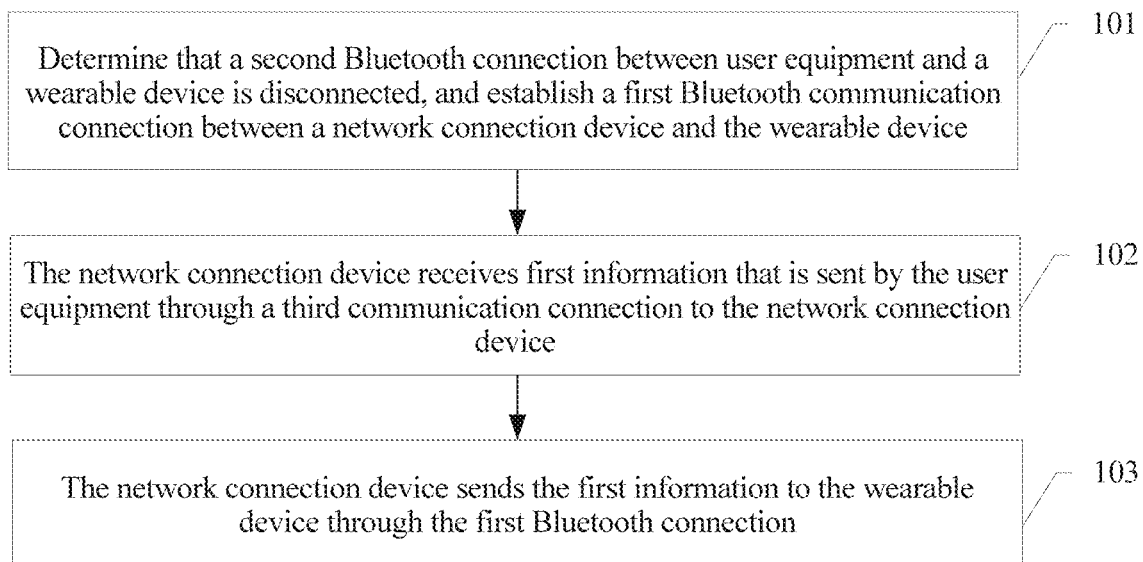 101
Determine that a second Bluetooth connection between user equipment and a
wearable device is disconnected, and establish a first Bluetooth communication
connection between a network connection device and the wearable device
102
The network connection device receives first information that is sent by the user
equipment through a third communication connection to the network connection
device
103
The network connection device sends the first information to the wearable
device through the first Bluetooth connection